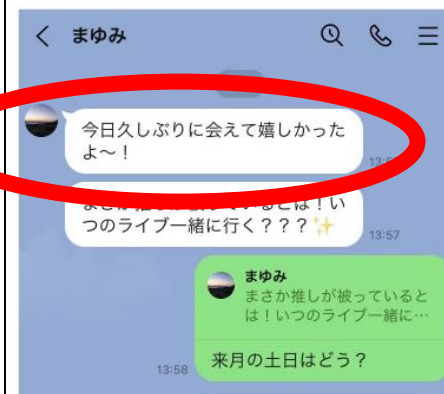 まゆみ
今日久しぶりに会えて嬉しかった
よ〜！
つのライブ一緒に行く？？？✨
13:57
まゆみ
まさか推しが被っていると
は！いつのライブ一緒に…
来月の土日はどう？
13:58